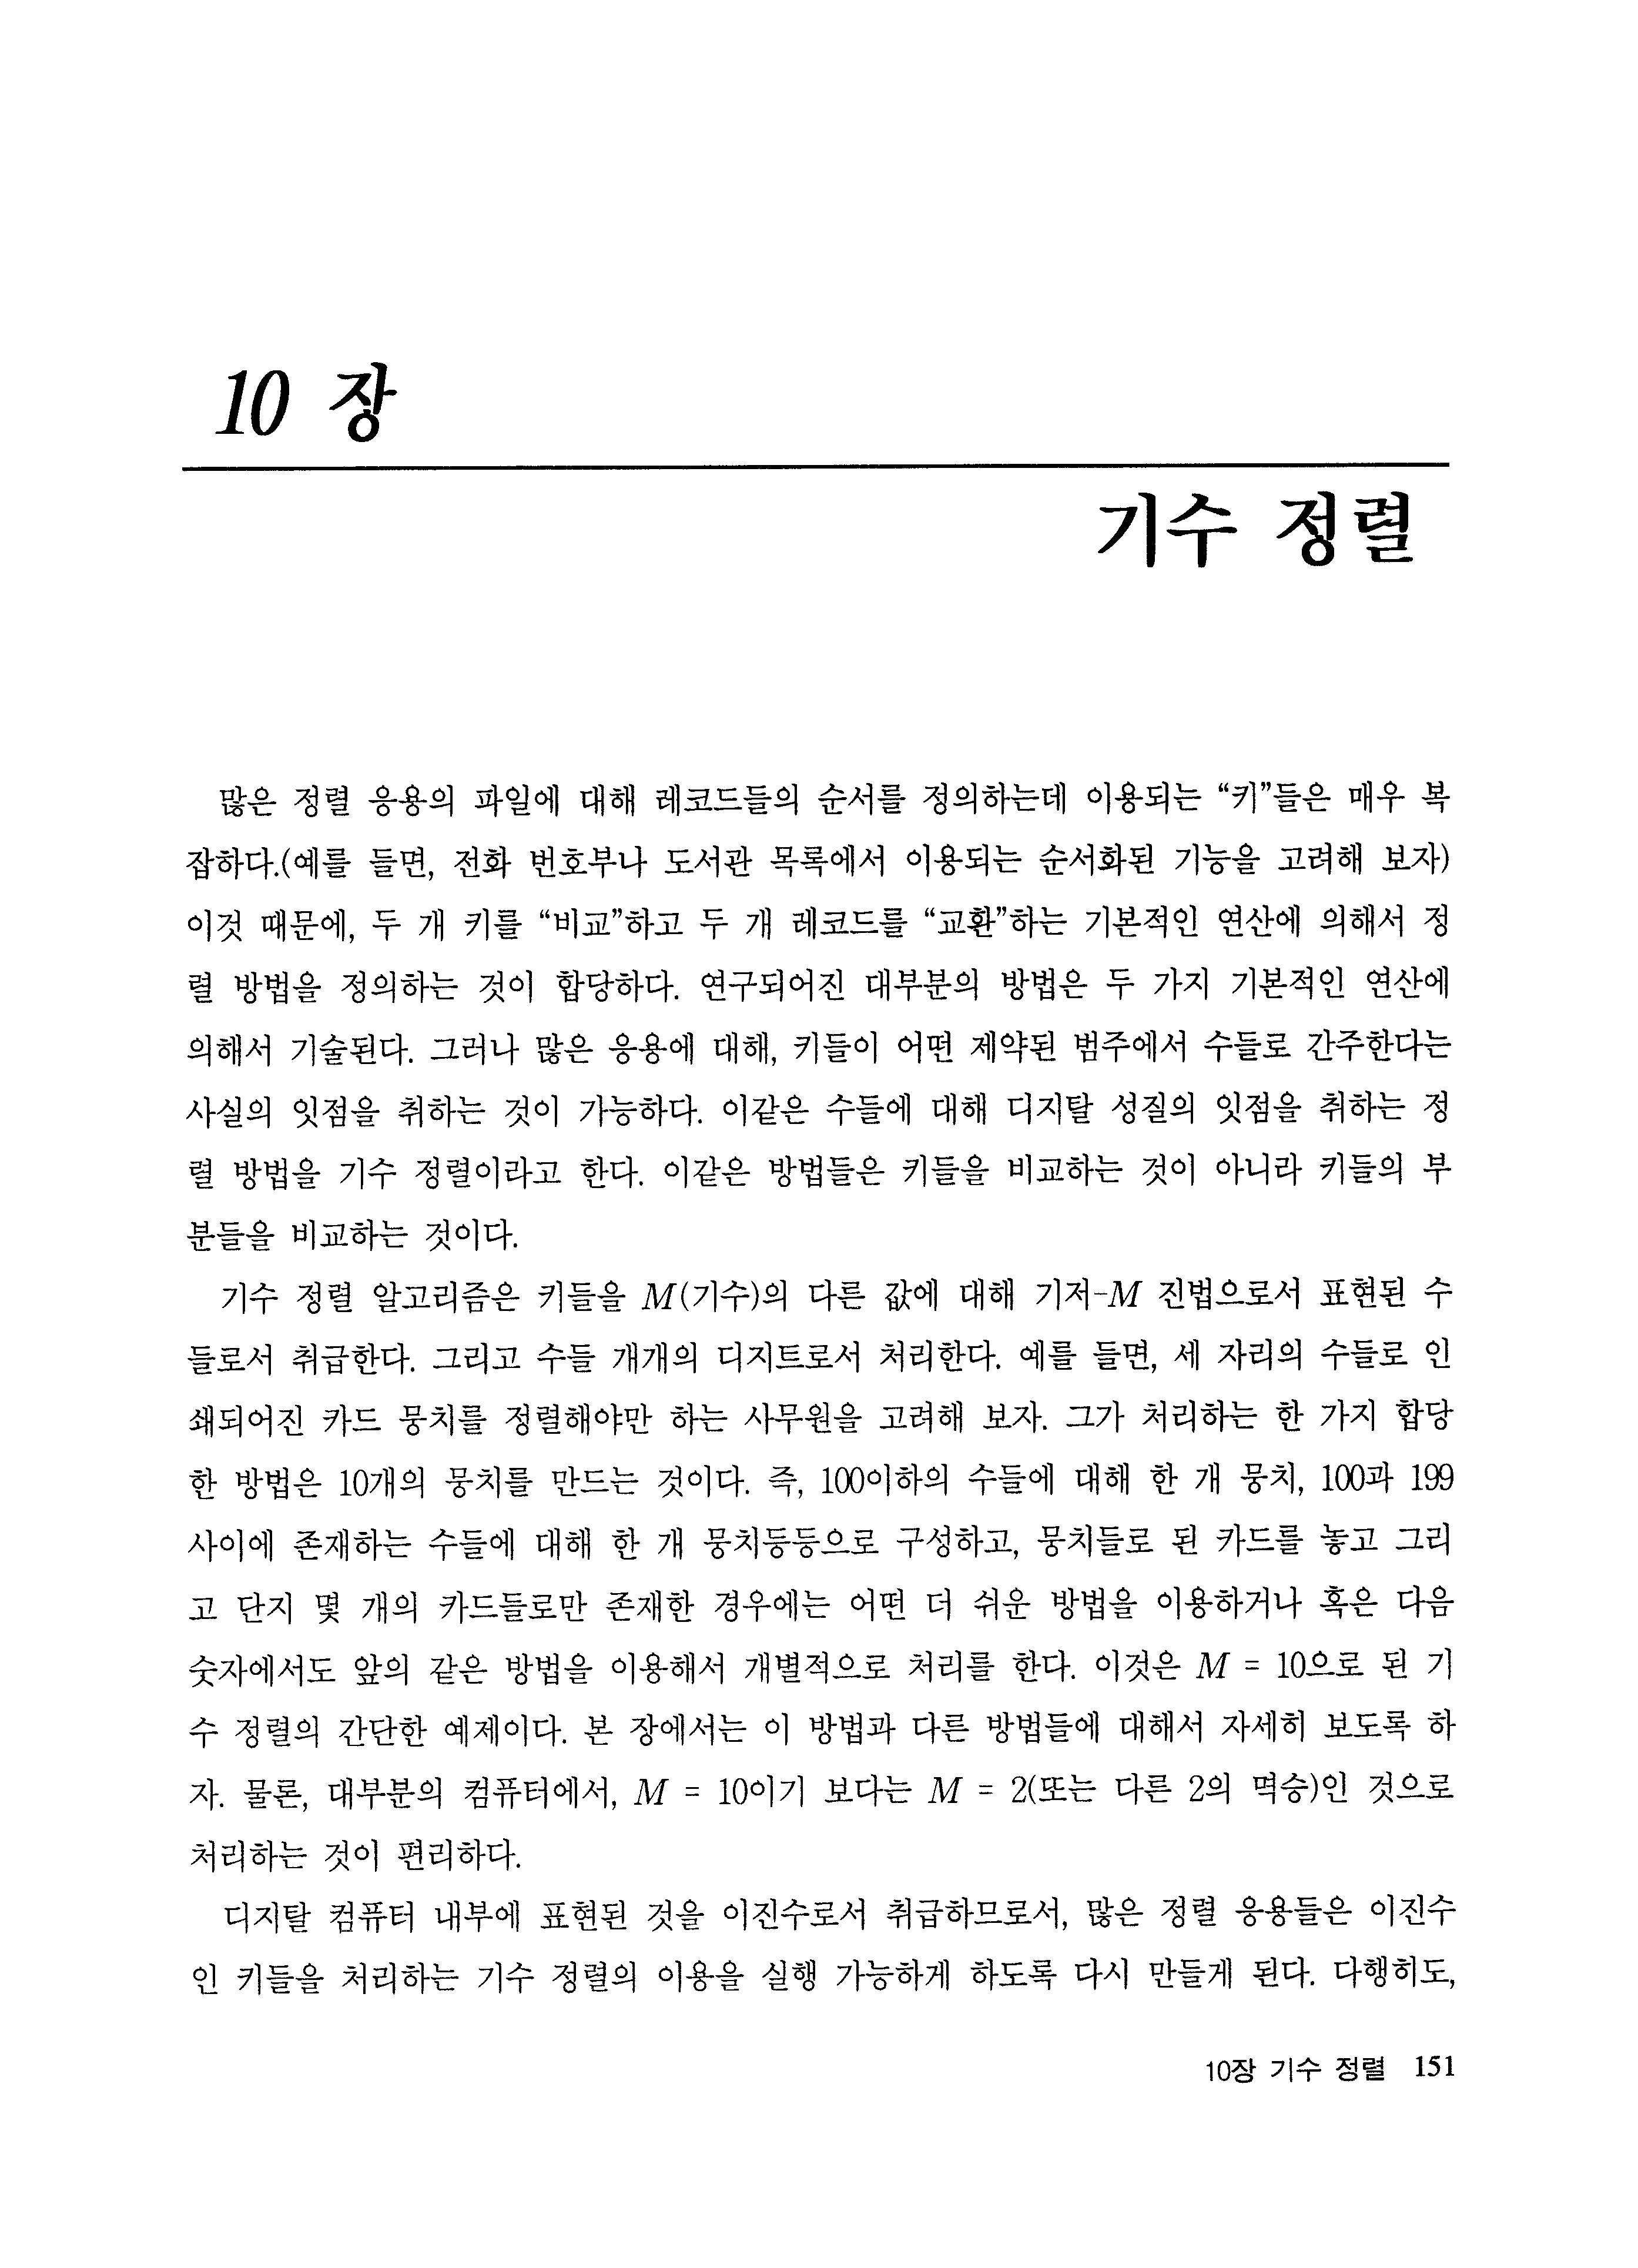 10 장
기수 정렬
많은 정렬 응용의 파일에 대해 레코드들의 순서를 정의하는데 이용되는 “키”들은 매우 복
잡하다.(예를 들면, 전화 번호부나 도서관 목록에서 이용되는 순서화된 기능을 고려해 보자)
이것 때문에, 두 개 키를 “비교”하고 두 개 레코드를 “교환”하는 기본적인 연산에 의해서 정
렬 방법을 정의하는 것이 합당하다. 연구되어진 대부분의 방법은 두 가지 기본적인 연산에
의해서 기술된다. 그러나 많은 응용에 대해, 키들이 어떤 제약된 범주에서 수들로 간주한다는
사실의 잇점을 취하는 것이 가능하다. 이같은 수들에 대해 디지탈 성질의 잇점을 취하는 정
렬 방법을 기수 정렬이라고 한다. 이같은 방법들은 키들을 비교하는 것이 아니라 키들의 부
분들을 비교하는 것이다.
기수 정렬 알고리즘은 키들을 M(기수)의 다른 값에 대해 기저-M 진법으로서 표현된 수
들로서 취급한다. 그리고 수들 개개의 디지트로서 처리한다. 예를 들면, 세 자리의 수들로 인
쇄되어진 카드 뭉치를 정렬해야만 하는 사무원을 고려해 보자. 그가 처리하는 한 가지 합당
한 방법은 10개의 뭉치를 만드는 것이다. 즉, 100이하의 수들에 대해 한 개 뭉치, 100과 199
사이에 존재하는 수들에 대해 한 개 뭉치등등으로 구성하고, 뭉치들로 된 카드를 놓고 그리
고 단지 몇 개의 카드들로만 존재한 경우에는 어떤 더 쉬운 방법을 이용하거나 혹은 다음
숫자에서도 앞의 같은 방법을 이용해서 개별적으로 처리를 한다. 이것은 M = 10으로 된 기
수 정렬의 간단한 예제이다. 본 장에서는 이 방법과 다른 방법들에 대해서 자세히 보도록 하
자. 물론, 대부분의 컴퓨터에서, M = 10이기 보다는 M = 2(또는 다른 2의 멱승)인 것으로
처리하는 것이 편리하다.
디지탈 컴퓨터 내부에 표현된 것을 이진수로서 취급하므로서, 많은 정렬 응용들은 이진수
인 키들을 처리하는 기수 정렬의 이용을 실행 가능하게 하도록 다시 만들게 된다. 다행히도,
10장 기수 정렬 151